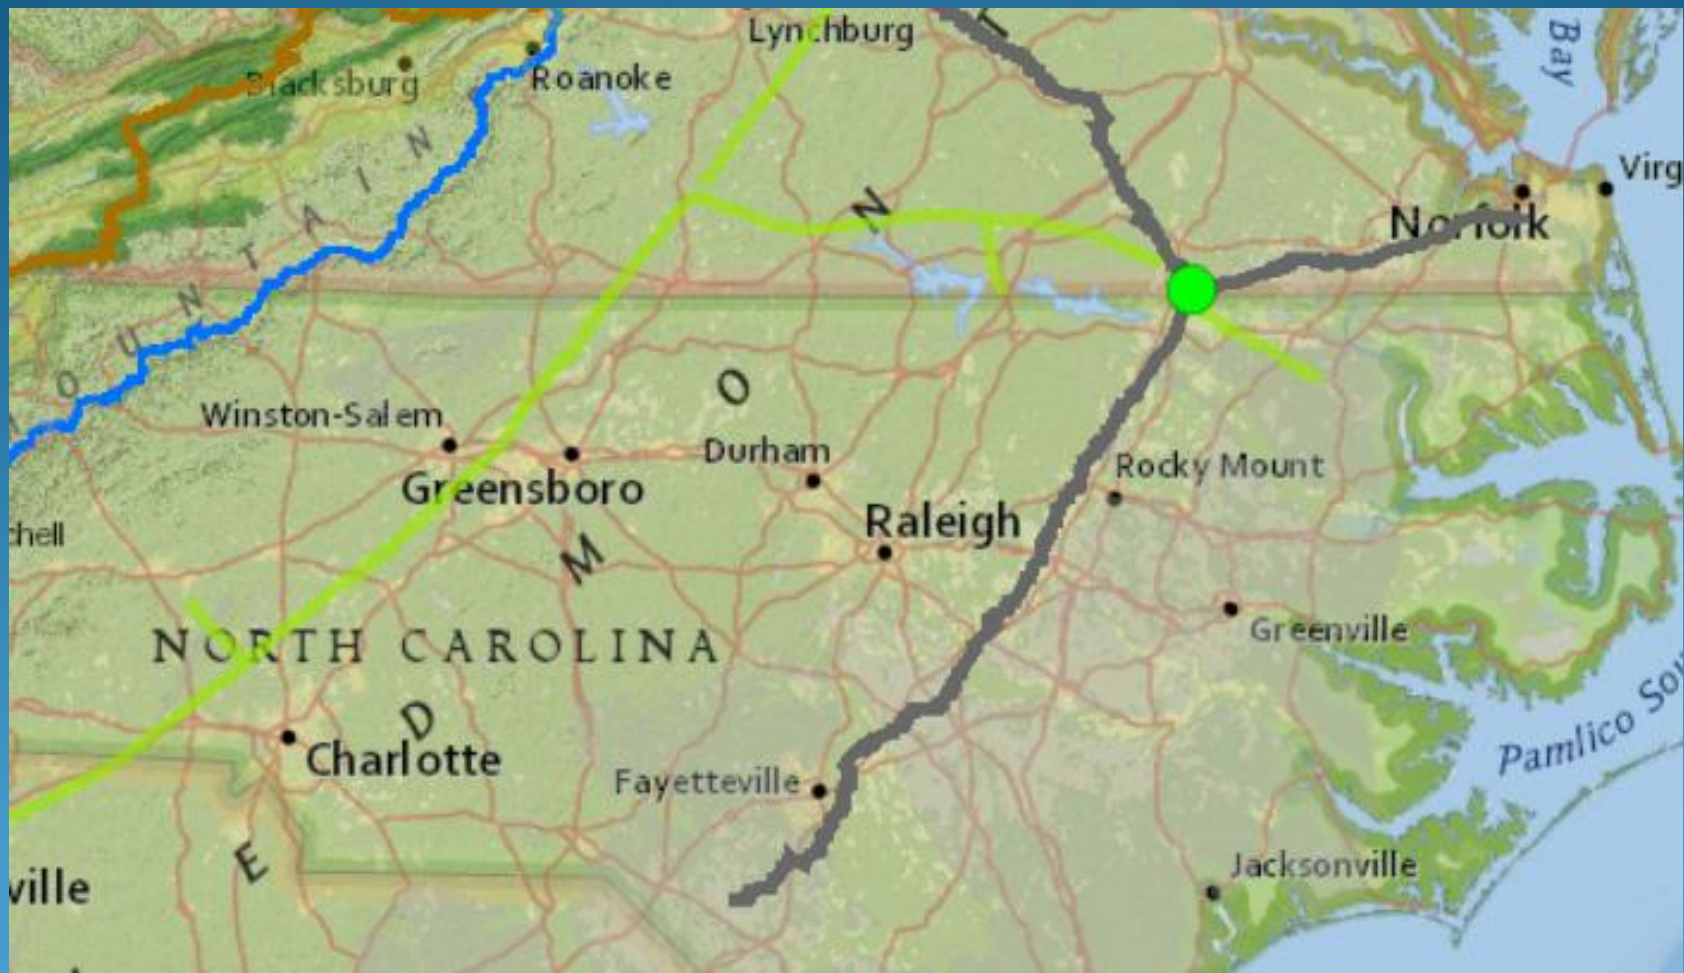 Lynchburg
Bay
Blacksburg
Roanoke
Virg
Norfolk
M O U N T A I N
Winston-Salem
Greensboro
Durham
Raleigh
Rocky Mount
chell
NORTH CAROLINA
Greenville
Charlotte
Fayetteville
Pamlico Sou
ville
Jacksonville
E D M O N T